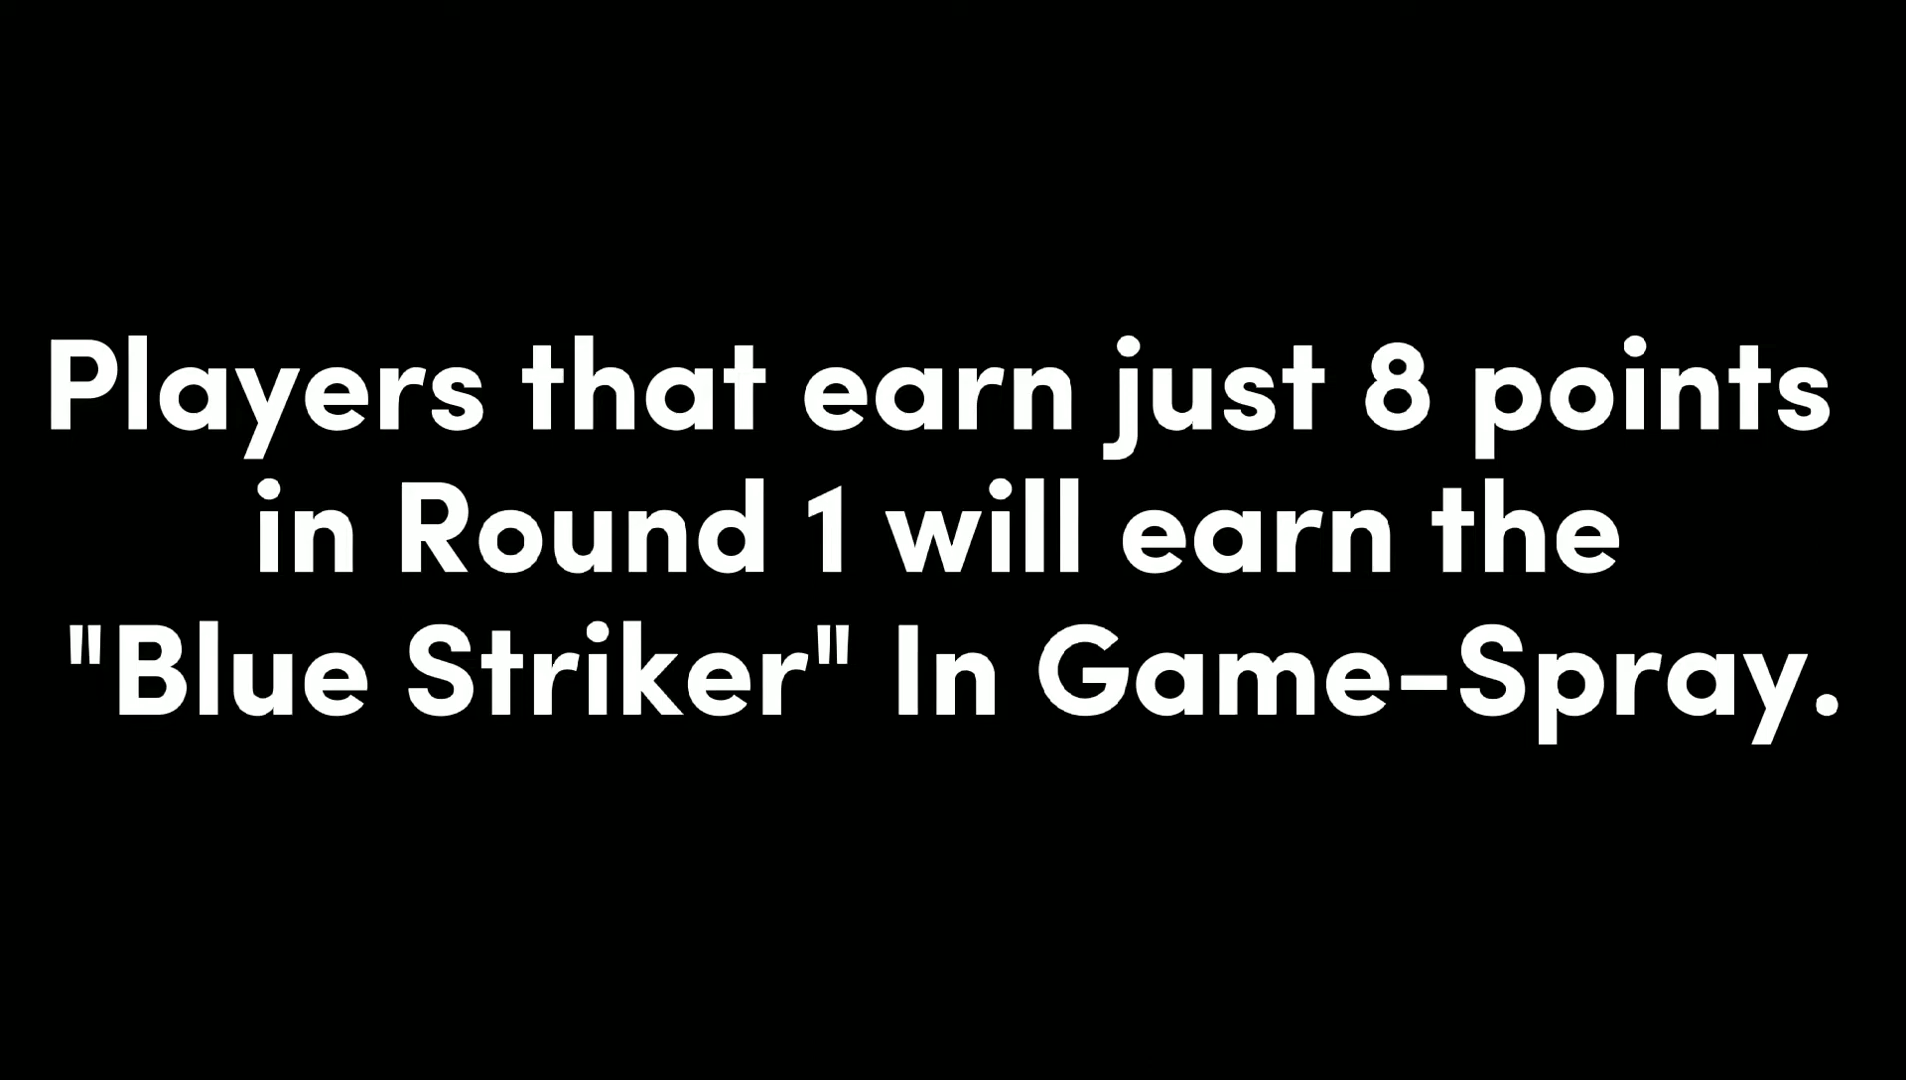 Players that earn just 8 points
in Round 1 will earn the
"Blue Striker" In Game-Spray.